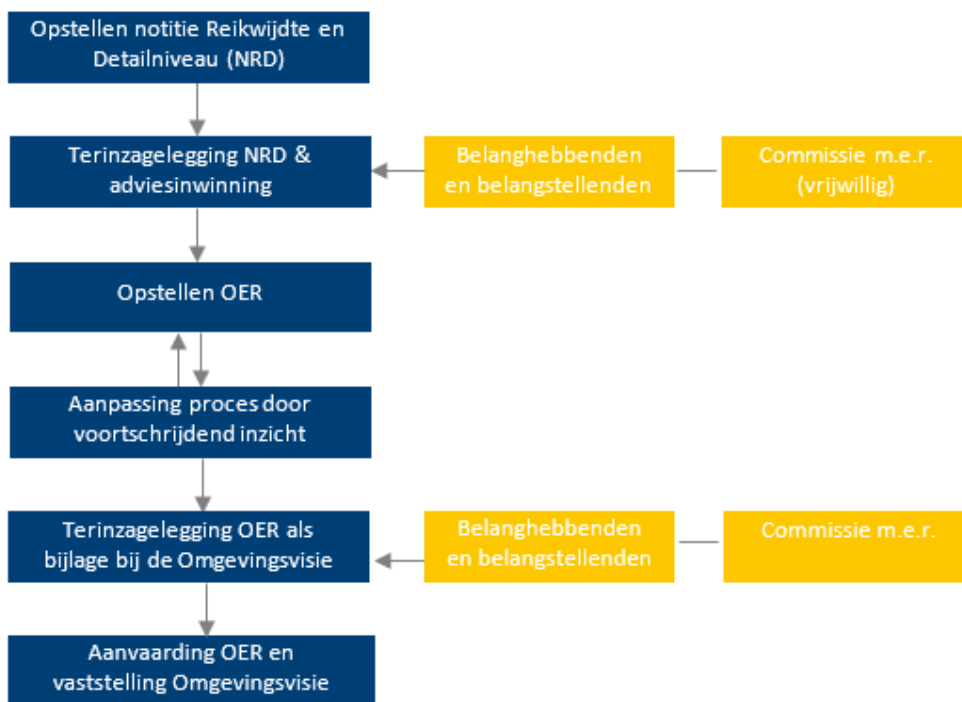 Opstellen notitie Reikwijdte en
Detailniveau (NRD)
Terinzagelegging NRD &
adviesinwinning
Belanghebbenden
en belangstellenden
Commissie m.e.r.
(vrijwillig)
Opstellen OER
Aanpassing proces door
voortschrijdend inzicht
Terinzagelegging OER als
bijlage bij de Omgevingsvisie
Belanghebbenden
en belangstellenden
Commissie m.e.r.
Aanvaarding OER en
vaststelling Omgevingsvisie